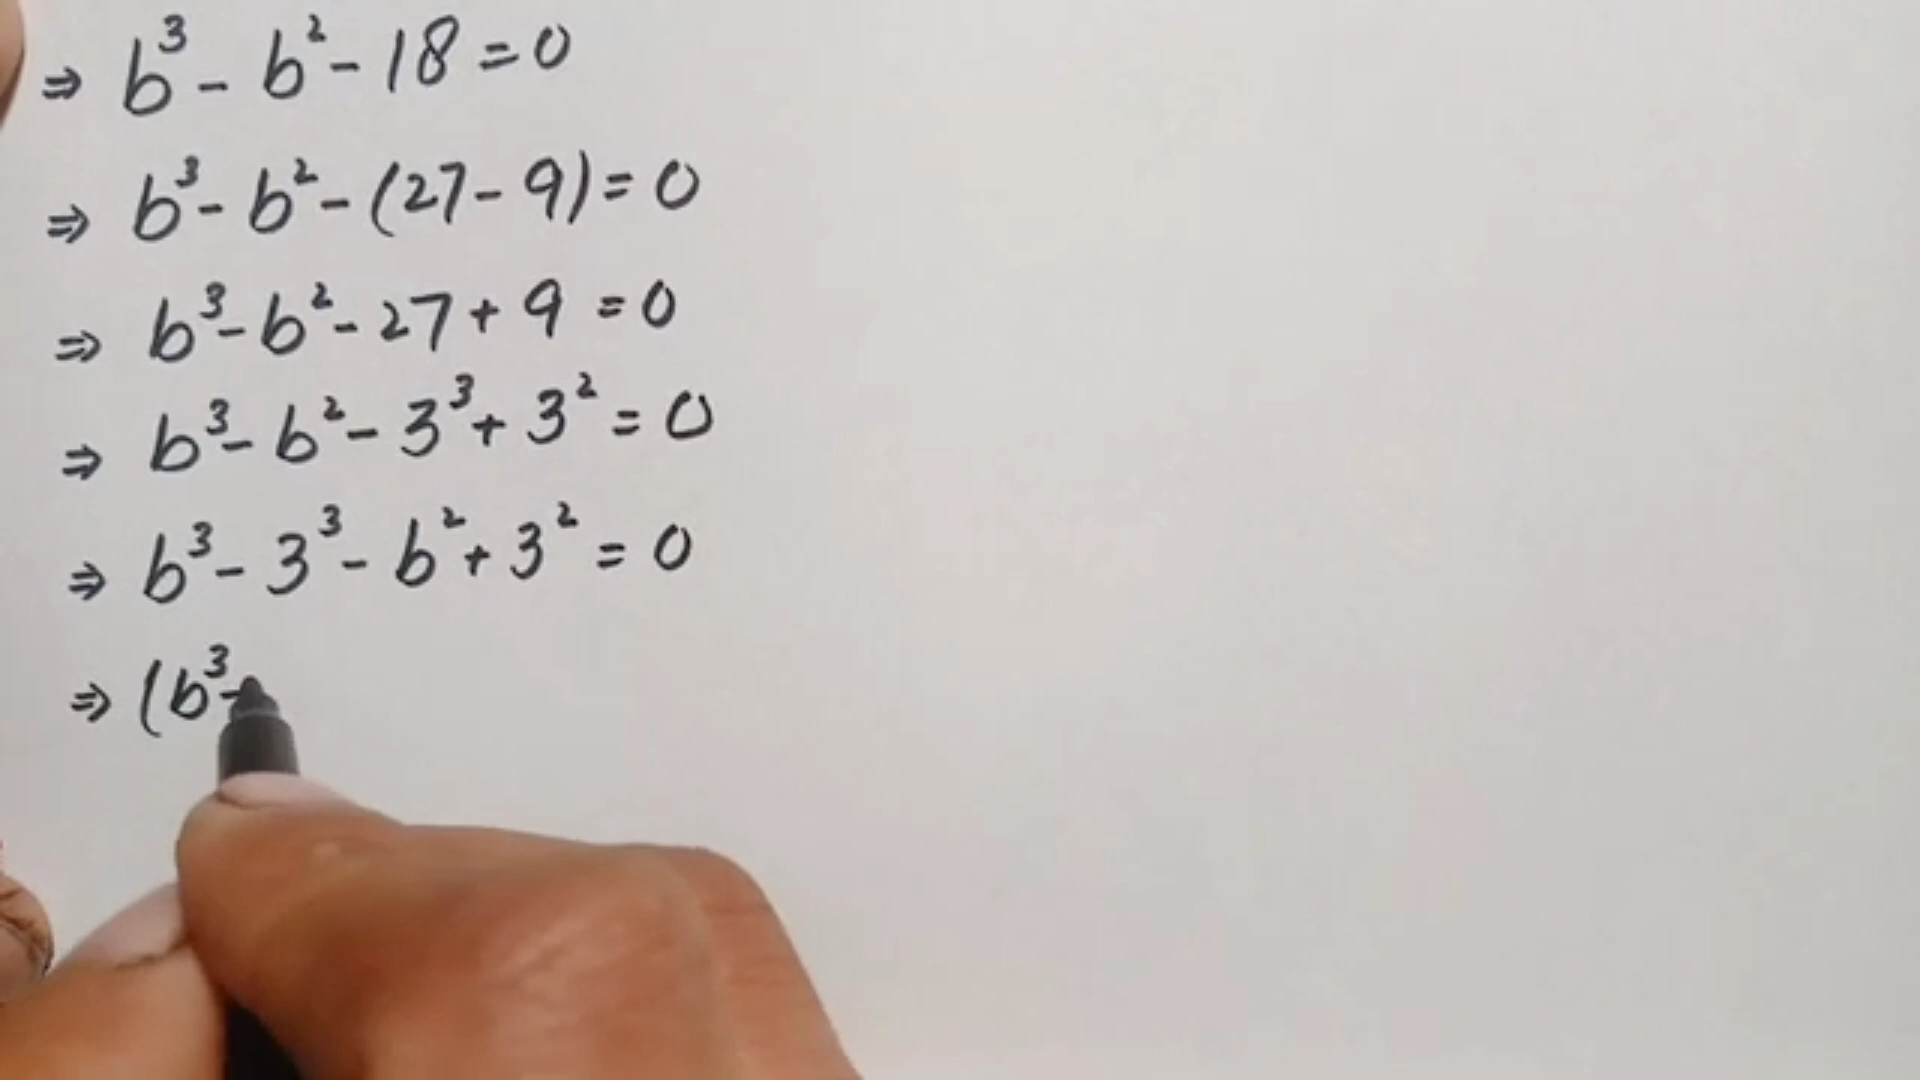 ⇒ b³ - b² - 18 = 0
⇒ b³ - b² - (27 - 9) = 0
⇒ b³ - b² - 27 + 9 = 0
⇒ b³ - b² - 3³ + 3² = 0
⇒ b³ - 3³ - b² + 3² = 0
⇒ (b³ -